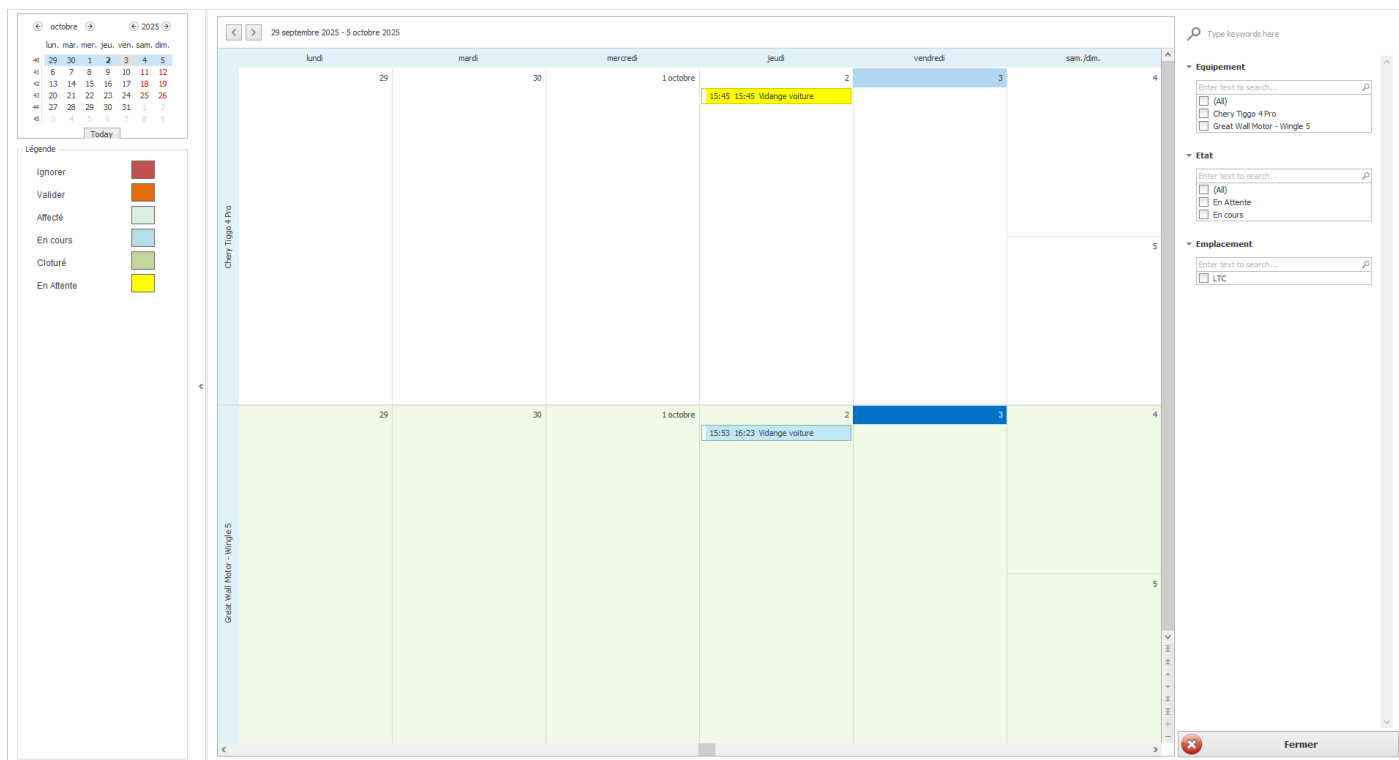 octobre 2025
lun. mar. mer. jeu. ven. sam. dim.
40 29 30 1 2 3 4 5
41 6 7 8 9 10 11 12
42 13 14 15 16 17 18 19
43 20 21 22 23 24 25 26
44 27 28 29 30 31 1 2
45 3 4 5 6 7 8 9
Today
Légende
Ignorer
Valider
Affecté
En cours
Cloturé
En Attente
29 septembre 2025 - 5 octobre 2025
lundi mardi mercredi jeudi vendredi sam./dim.
Chery Tiggo 4 Pro
29 30 1 octobre 2 3 4
15:45 15:45 Vidange voiture
5
Great Wall Motor - Wingle 5
29 30 1 octobre 2 3 4
15:53 16:23 Vidange voiture
5
Type keywords here
Equipement
Enter text to search...
(All)
Chery Tiggo 4 Pro
Great Wall Motor - Wingle 5
Etat
Enter text to search...
(All)
En Attente
En cours
Emplacement
Enter text to search...
LTC
Fermer